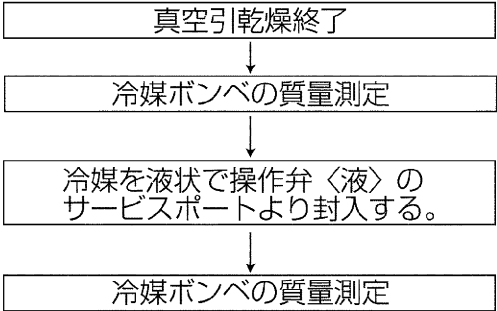 真空引乾燥終了
冷媒ボンベの質量測定
冷媒を液状で操作弁〈液〉の
サービスポートより封入する。
冷媒ボンベの質量測定